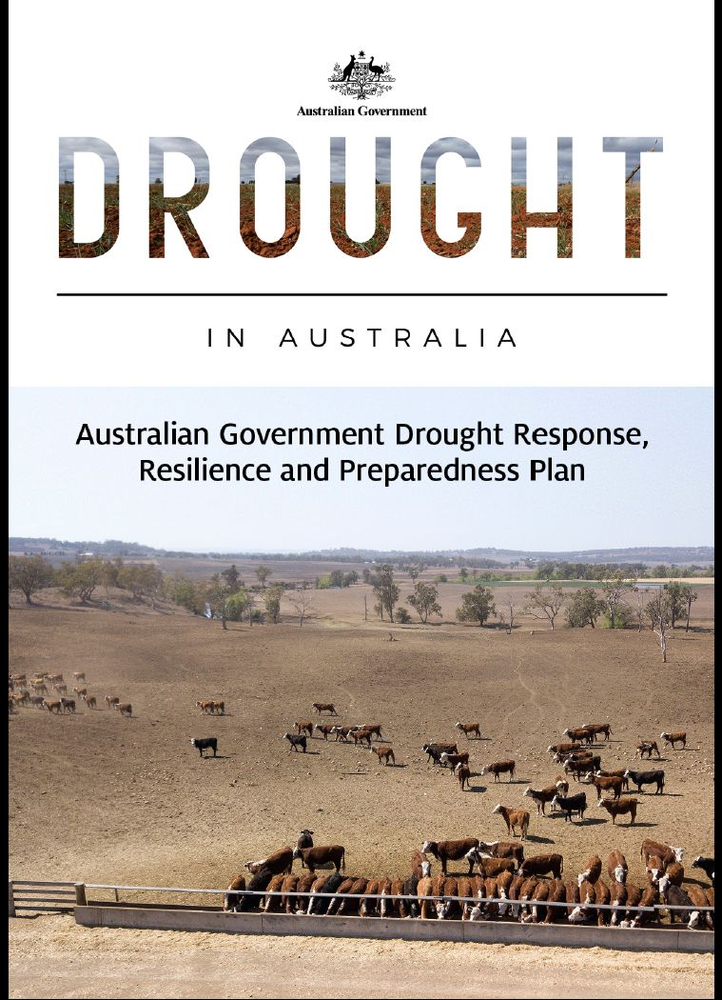 Australian Government
DROUGHT
IN AUSTRALIA
Australian Government Drought Response,
Resilience and Preparedness Plan